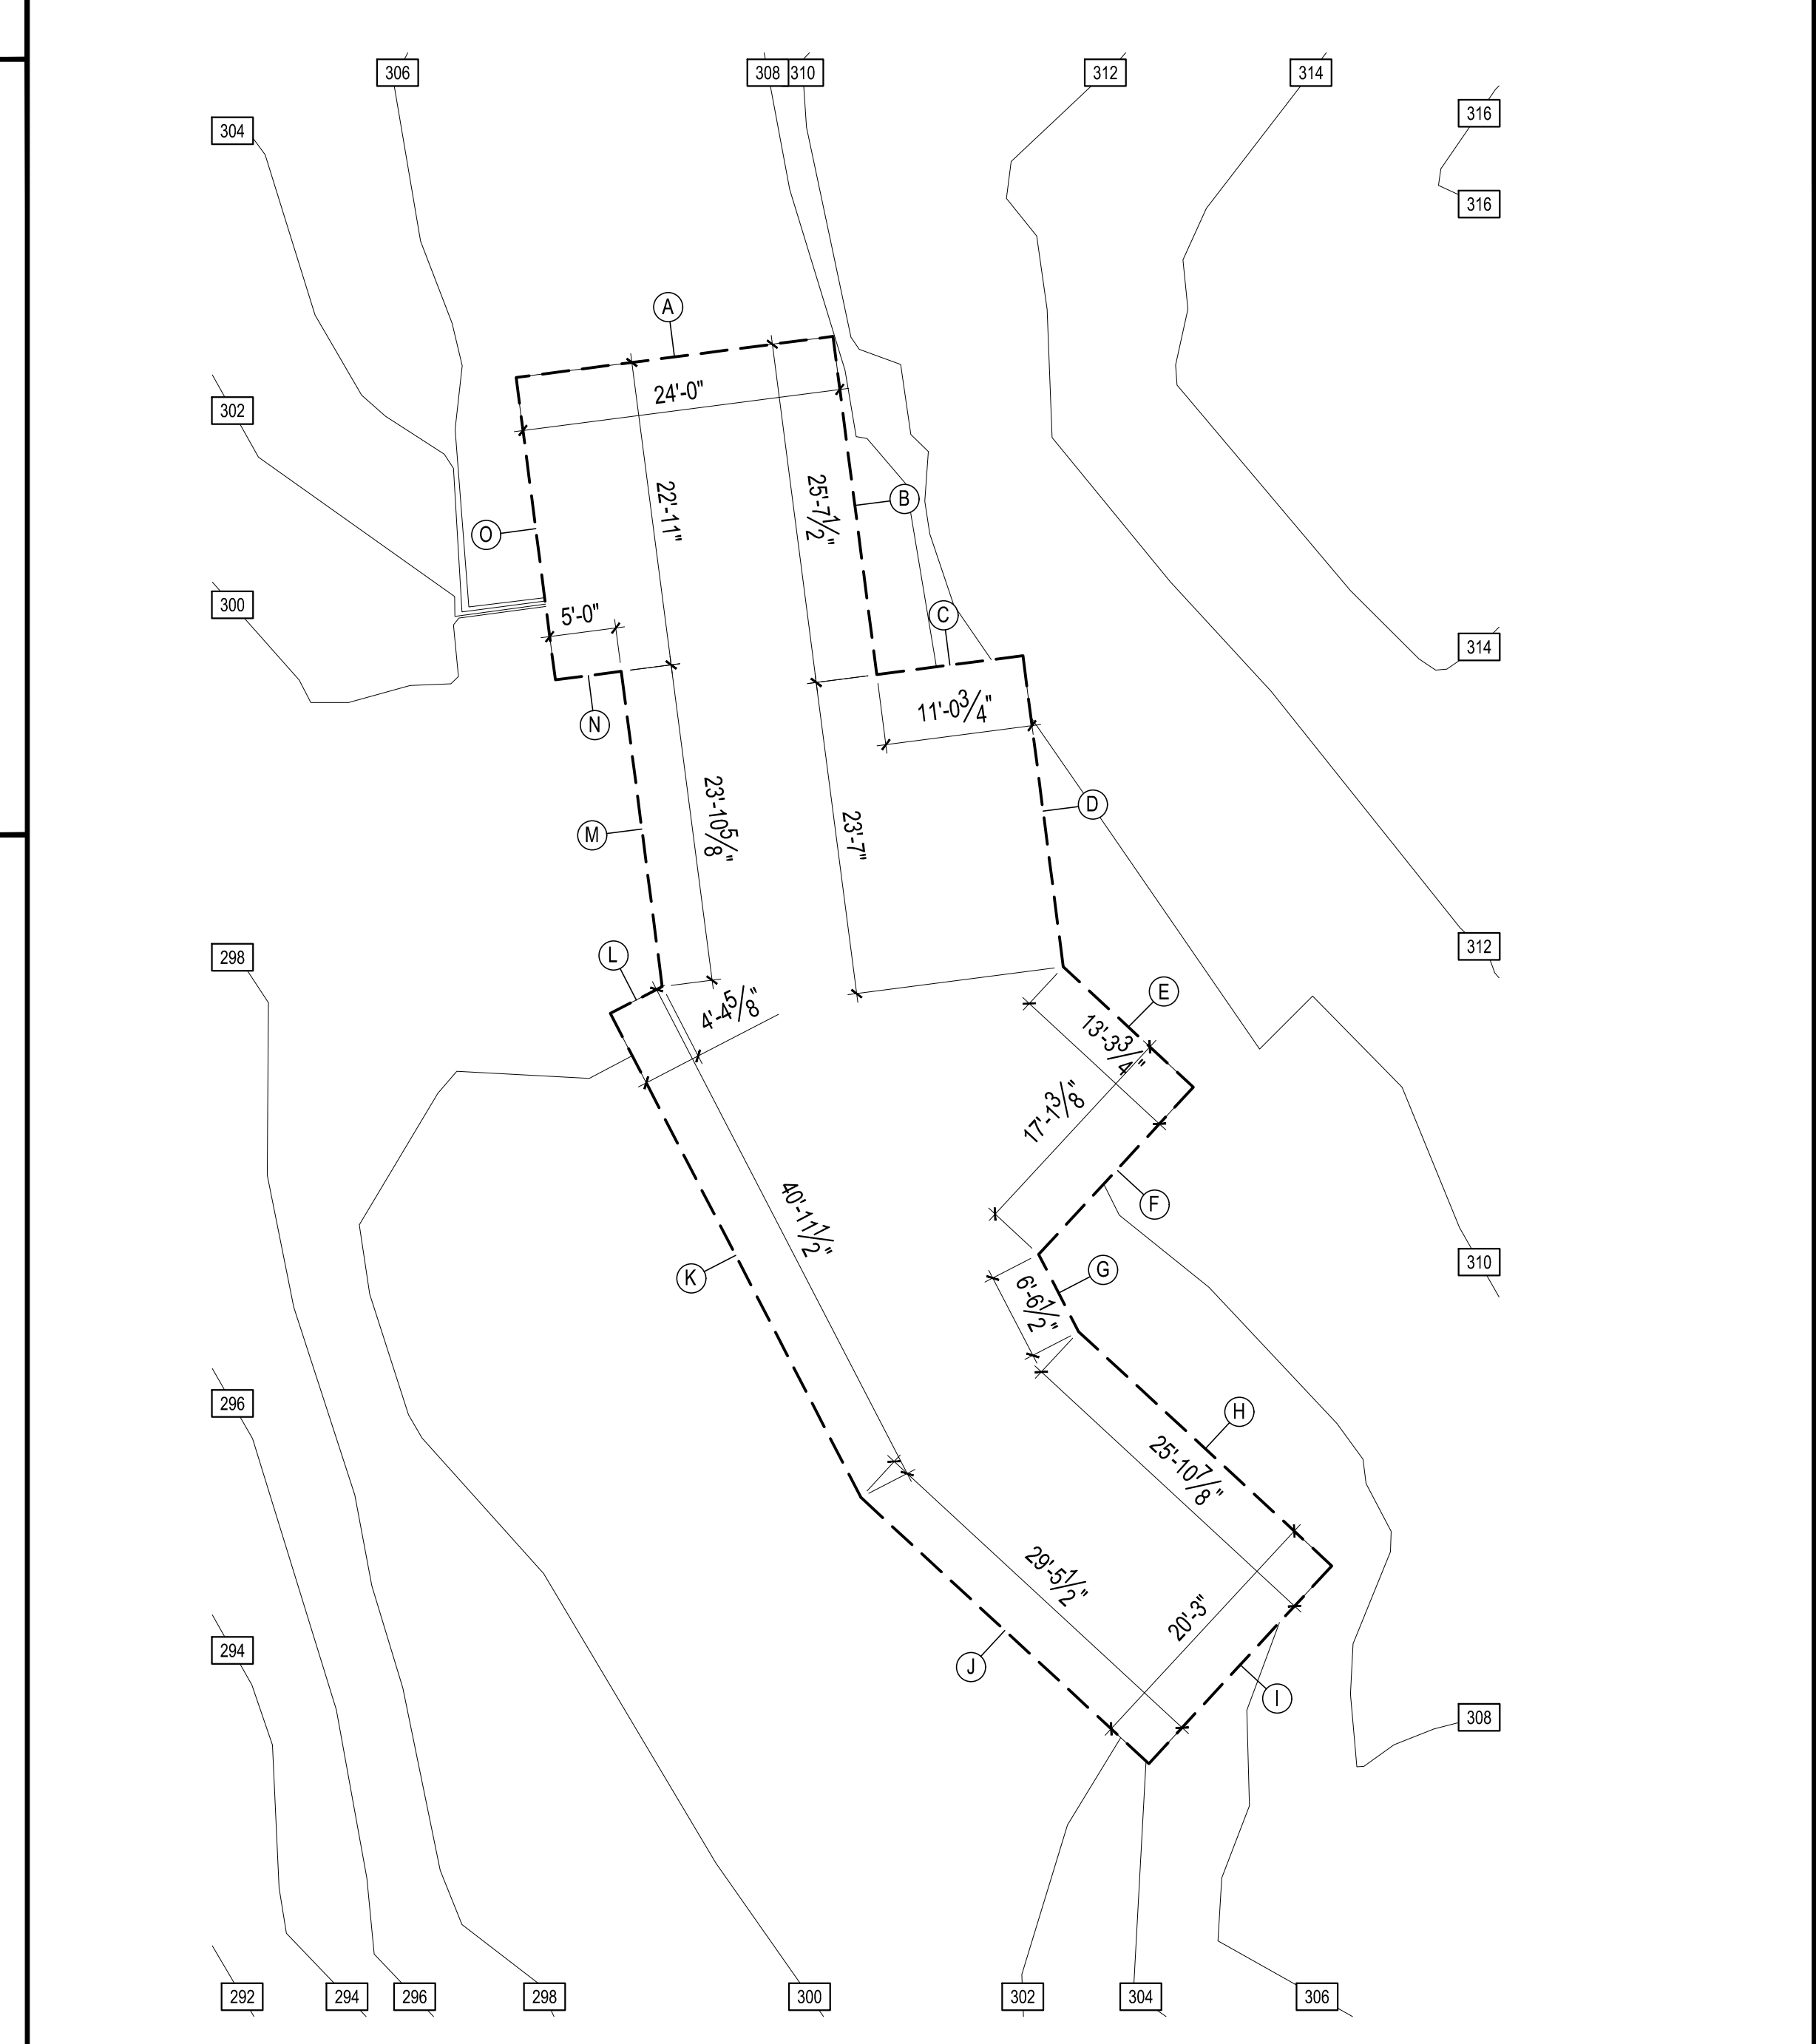 306
308
310
312
314
316
304
316
A
24'-0"
302
22'-11"
25'-7 1/2"
B
O
300
5'-0"
C
314
N
11'-0 3/4"
D
23'-10 5/8"
23'-7"
M
312
298
L
E
4'-4 5/8"
13'-3 3/4"
17'-1 3/8"
F
40'-11 1/2"
310
G
K
6'-6 1/2"
296
H
25'-10 7/8"
29'-5 1/2"
20'-3"
294
J
I
308
292
294
296
298
300
302
304
306